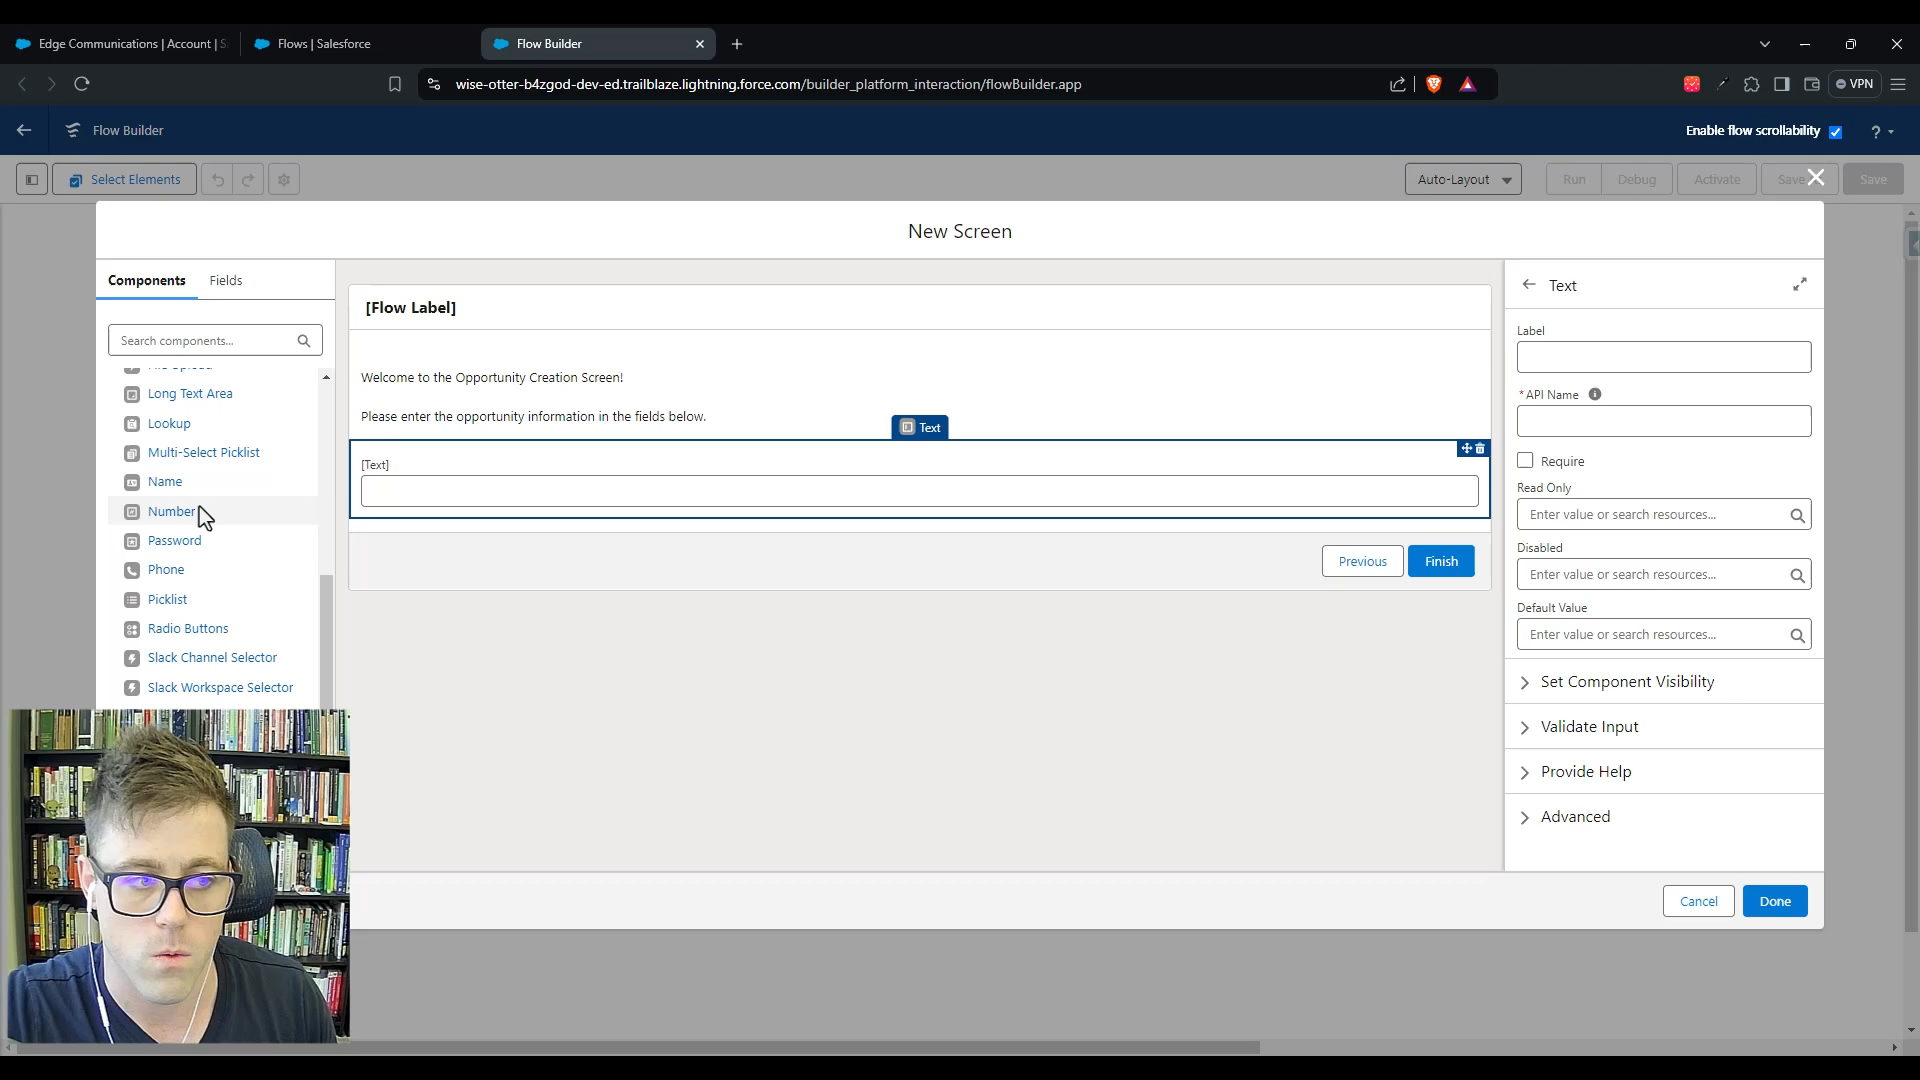 Edge Communications | Account | S
Flows | Salesforce
Flow Builder
wise-otter-b4zgod-dev-ed.trailblaze.lightning.force.com/builder_platform_interaction/flowBuilder.app
VPN
Flow Builder
Enable flow scrollability
?
Select Elements
Auto-Layout
Run
Debug
Activate
Save
Save
New Screen
Components
Fields
Search components...
Long Text Area
Lookup
Multi-Select Picklist
Name
Number
Password
Phone
Picklist
Radio Buttons
Slack Channel Selector
Slack Workspace Selector
[Flow Label]
Welcome to the Opportunity Creation Screen!
Please enter the opportunity information in the fields below.
Text
[Text]
Previous
Finish
Text
Label
*API Name
Require
Read Only
Enter value or search resources...
Disabled
Enter value or search resources...
Default Value
Enter value or search resources...
Set Component Visibility
Validate Input
Provide Help
Advanced
Cancel
Done